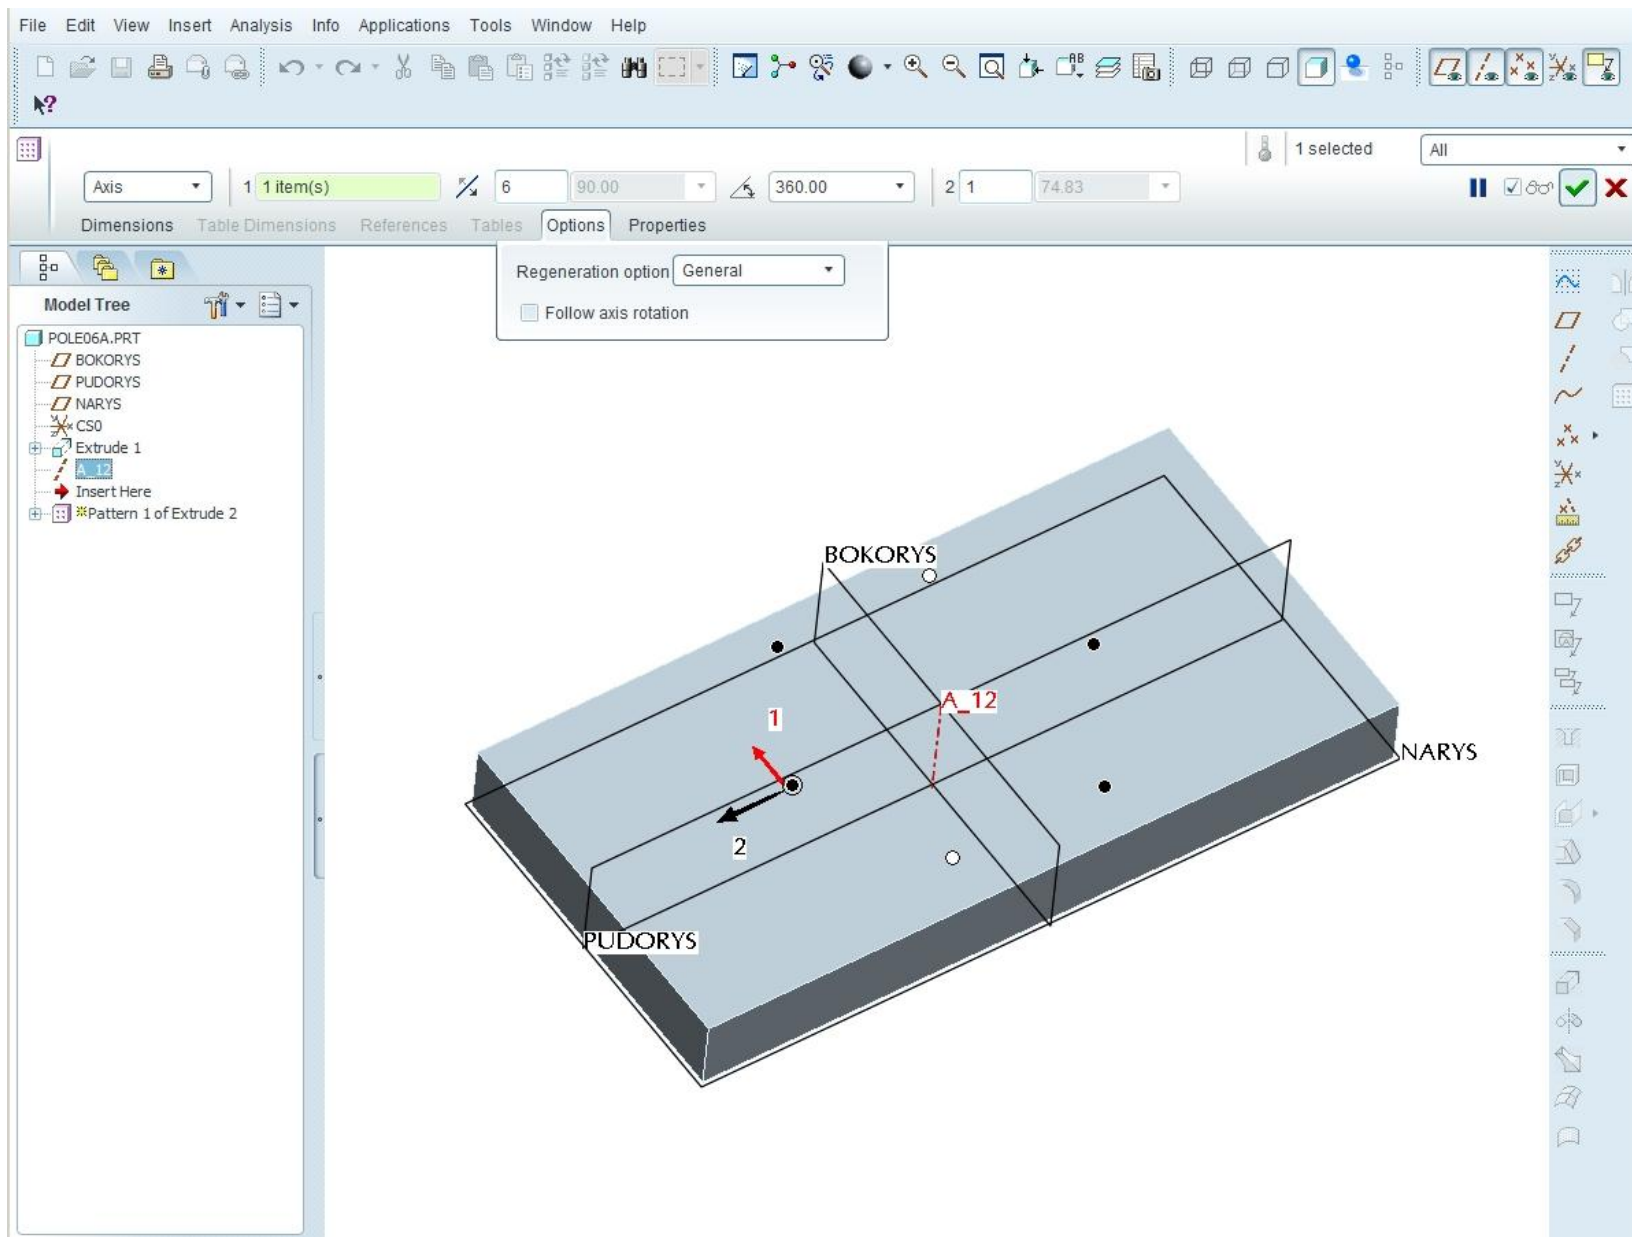 File Edit View Insert Analysis Info Applications Tools Window Help
1 selected All
Axis 1 1 item(s) 6 90.00 360.00 2 1 74.83
Dimensions Table Dimensions References Tables Options Properties
Regeneration option General
Follow axis rotation
Model Tree
POLE06A.PRT
BOKORYS
PUDORYS
NARYS
CS0
Extrude 1
A_12
Insert Here
Pattern 1 of Extrude 2
BOKORYS
A_12
1
NARYS
2
PUDORYS